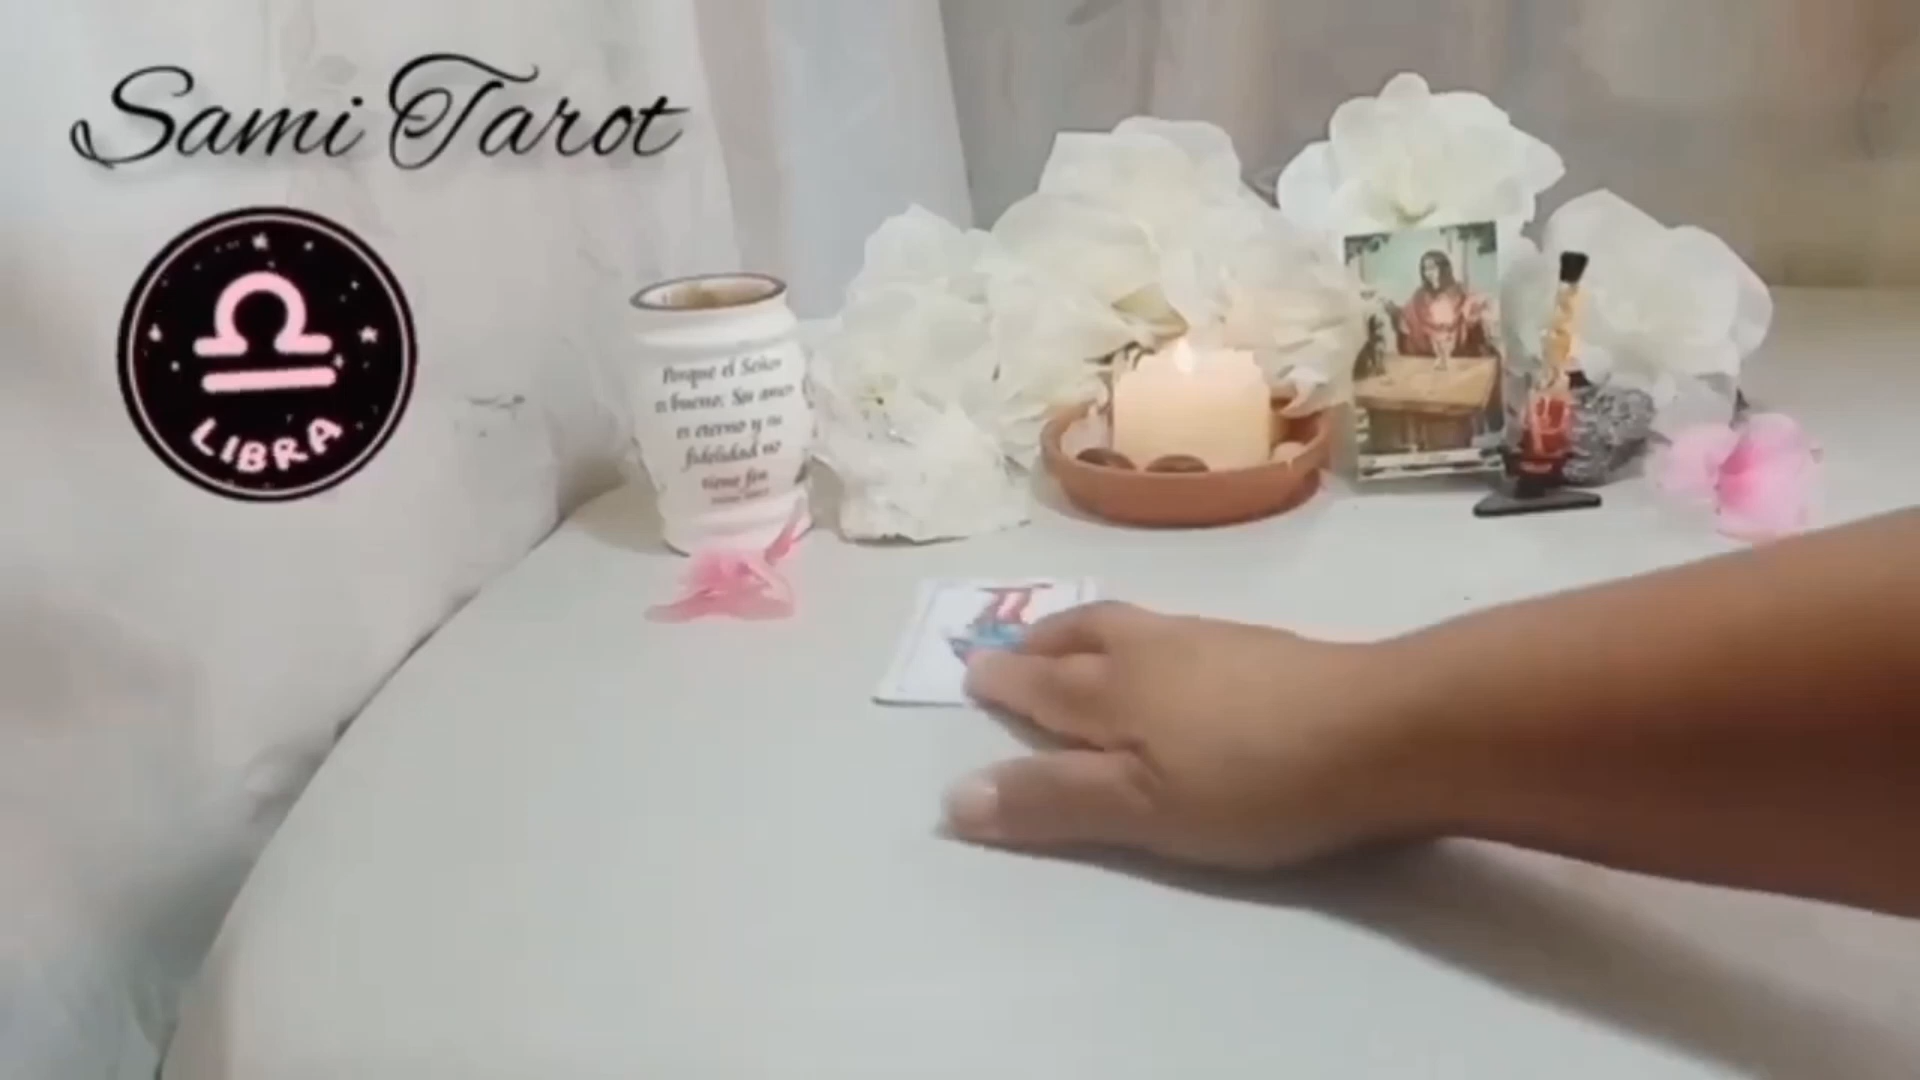 Sami Tarot
LIBRA
Porque el Señor
es bueno; Su amor
es eterno y su
fidelidad no
tiene fin